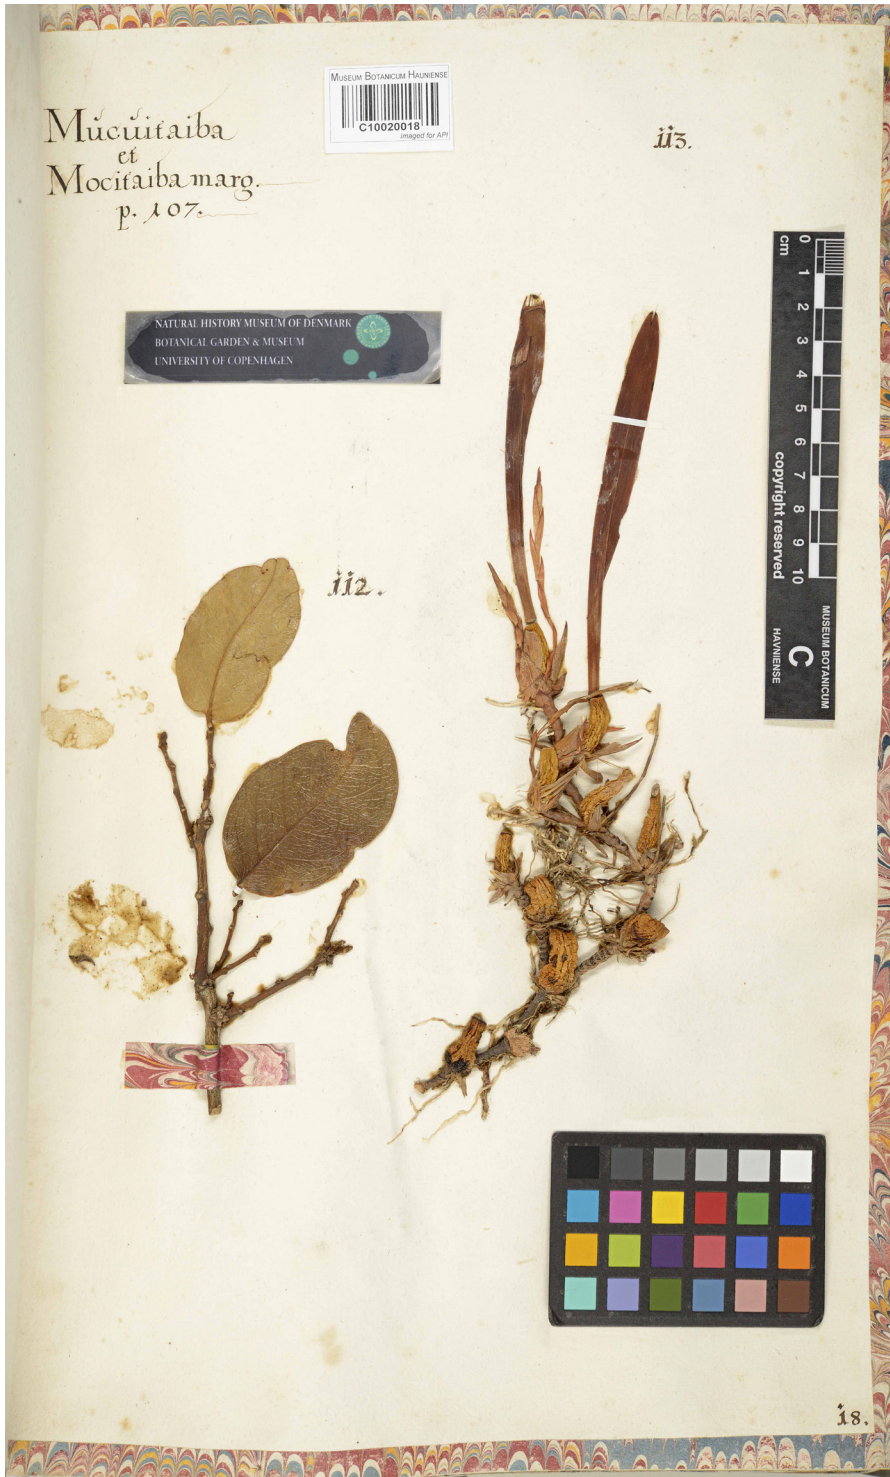 Mucuitaiba
et
Mocitaiba marg.
p. 107.
MUSEUM BOTANICUM HAUNIENSE
C10020018
imaged for API
113.
NATURAL HISTORY MUSEUM OF DENMARK
BOTANICAL GARDEN & MUSEUM
UNIVERSITY OF COPENHAGEN
0 1 2 3 4 5 6 7 8 9 10
cm
copyright reserved
C
MUSEUM BOTANICUM
HAVNIENSE
112.
18.